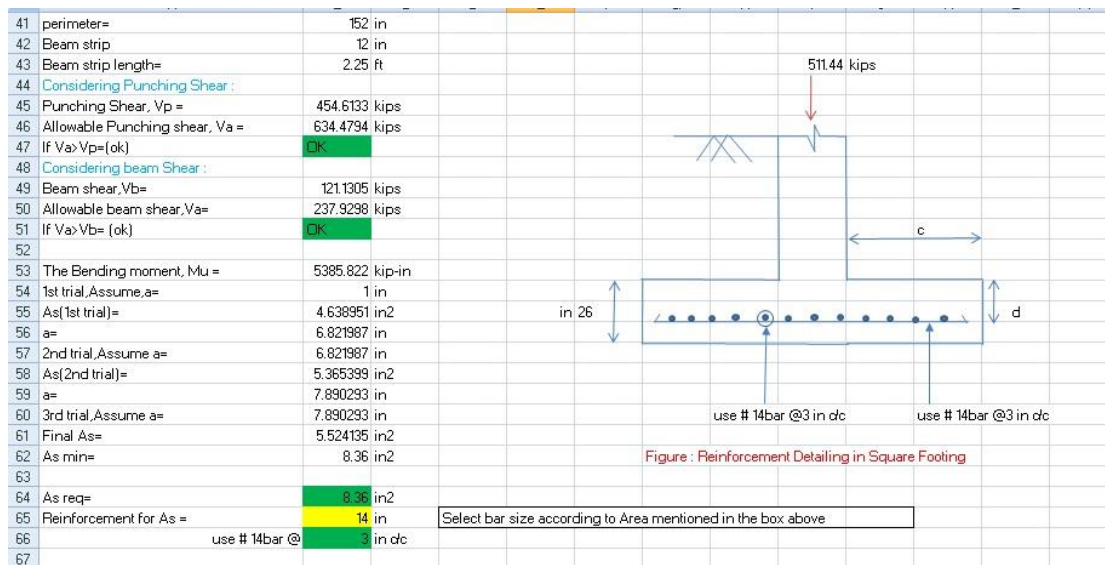 41 perimeter= 152 in
42 Beam strip 12 in
43 Beam strip length= 2.25 ft
511.44 kips
44 Considering Punching Shear :
45 Punching Shear, Vp = 454.6133 kips
46 Allowable Punching shear, Va = 634.4794 kips
47 If Va>Vp=(ok) OK
48 Considering beam Shear :
49 Beam shear,Vb= 121.1305 kips
50 Allowable beam shear,Va= 237.9298 kips
51 If Va>Vb= (ok) OK
c
52
53 The Bending moment, Mu = 5385.822 kip-in
54 1st trial,Assume,a= 1 in
55 As(1st trial)= 4.638951 in2
in 26
d
56 a= 6.821987 in
57 2nd trial,Assume a= 6.821987 in
58 As(2nd trial)= 5.365399 in2
59 a= 7.890293 in
60 3rd trial,Assume a= 7.890293 in
use # 14bar @3 in c/c use # 14bar @3 in c/c
61 Final As= 5.524135 in2
62 As min= 8.36 in2
Figure : Reinforcement Detailing in Square Footing
63
64 As req= 8.36 in2
65 Reinforcement for As = 14 in
Select bar size according to Area mentioned in the box above
66 use # 14bar @ 3 in c/c
67